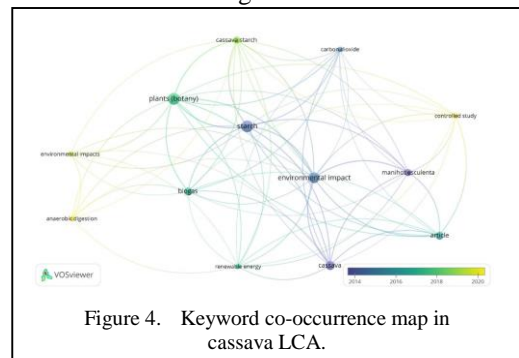 cassava starch
carbon dioxide
plants (botany)
controlled study
starch
environmental impacts
manihot esculenta
environmental impact
biogas
anaerobic digestion
article
renewable energy
cassava
VOSviewer
2014 2016 2018 2020
Figure 4. Keyword co-occurrence map in
cassava LCA.